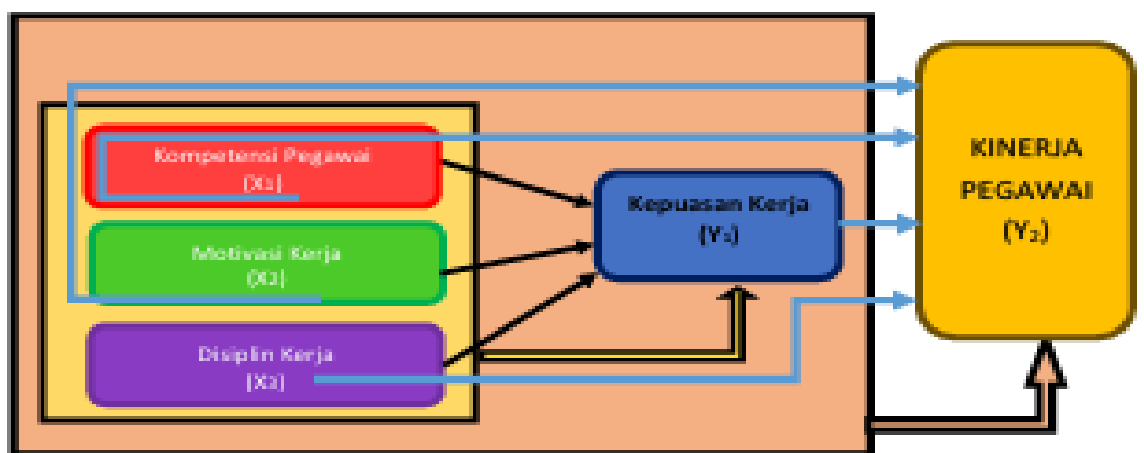 Kompetensi Pegawai
(X₁)
Motivasi Kerja
(X₂)
Disiplin Kerja
(X₃)
Kepuasan Kerja
(Y₁)
KINERJA
PEGAWAI
(Y₂)